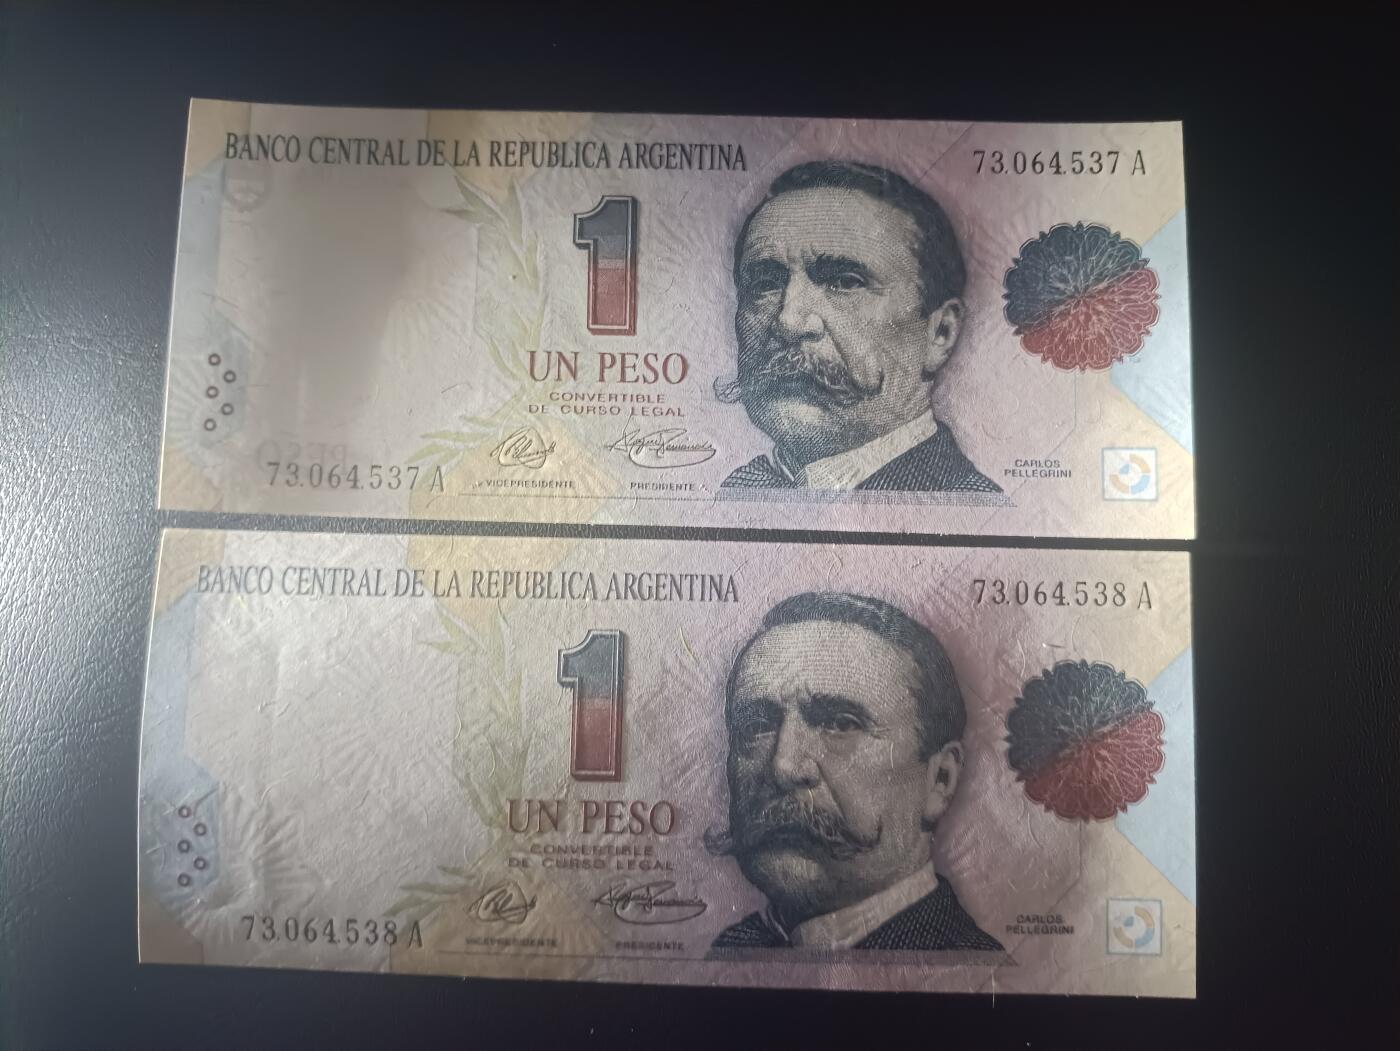 BANCO CENTRAL DE LA REPUBLICA ARGENTINA
73.064.537 A
1
UN PESO
CONVERTIBLE
DE CURSO LEGAL
73.064.537 A
VICEPRESIDENTE
PRESIDENTE
CARLOS
PELLEGRINI
BANCO CENTRAL DE LA REPUBLICA ARGENTINA
73.064.538 A
1
UN PESO
CONVERTIBLE
DE CURSO LEGAL
73.064.538 A
VICEPRESIDENTE
PRESIDENTE
CARLOS
PELLEGRINI